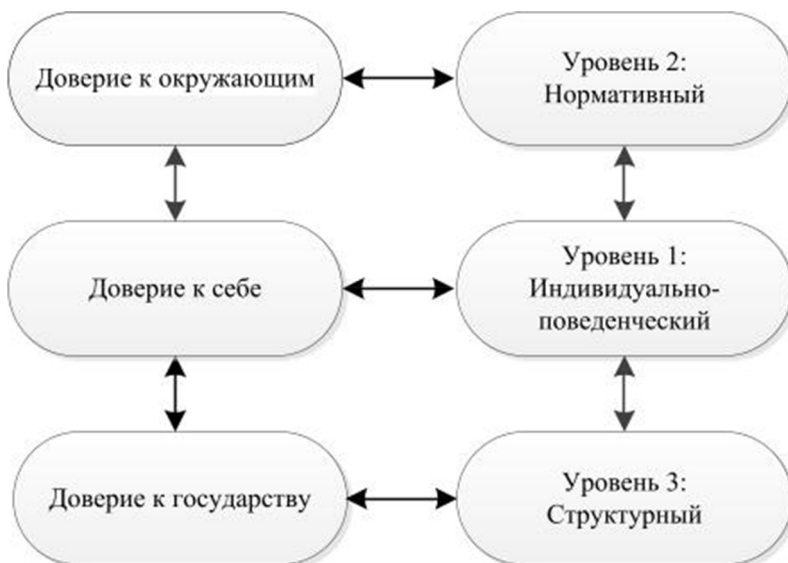 Доверие к окружающим
Уровень 2:
Нормативный
Доверие к себе
Уровень 1:
Индивидуально-
поведенческий
Доверие к государству
Уровень 3:
Структурный